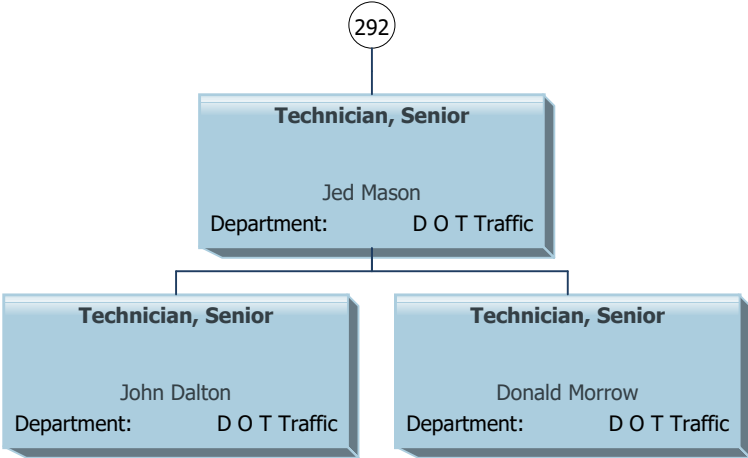 292
Technician, Senior
Jed Mason
Department: D O T Traffic
Technician, Senior
John Dalton
Department: D O T Traffic
Technician, Senior
Donald Morrow
Department: D O T Traffic